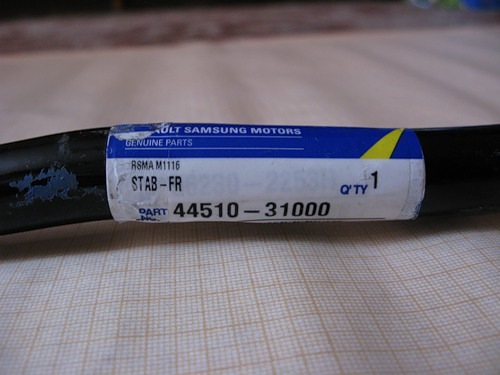 AULT SAMSUNG MOTORS
GENUINE PARTS
RSMA M1116
STAB-FR
Q'TY 1
PART No. 44510-31000